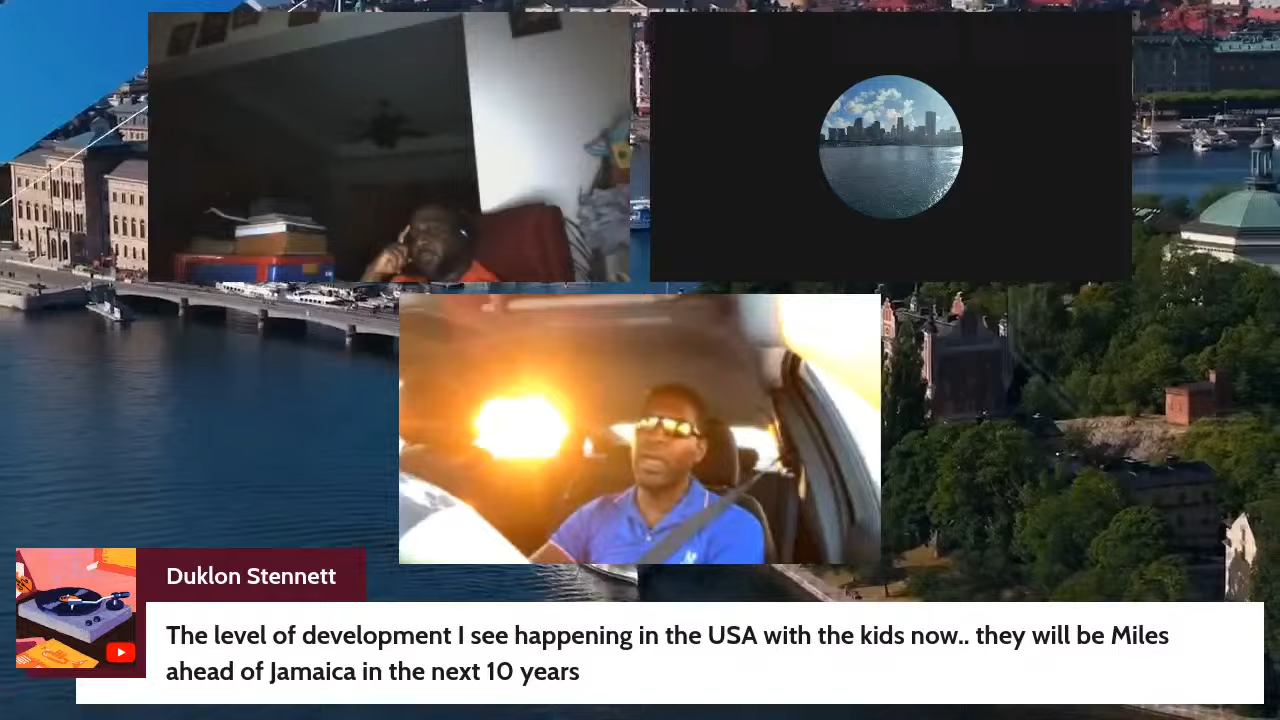 Duklon Stennett
The level of development I see happening in the USA with the kids now.. they will be Miles
ahead of Jamaica in the next 10 years